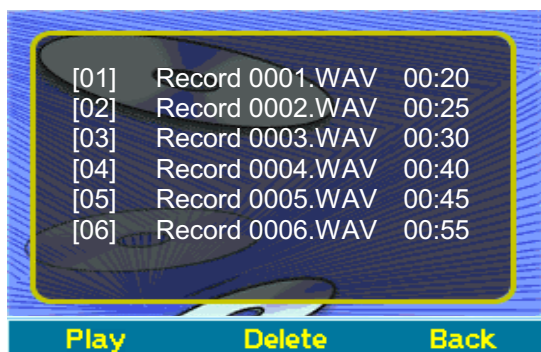 [01] Record 0001.WAV 00:20
[02] Record 0002.WAV 00:25
[03] Record 0003.WAV 00:30
[04] Record 0004.WAV 00:40
[05] Record 0005.WAV 00:45
[06] Record 0006.WAV 00:55
Play Delete Back